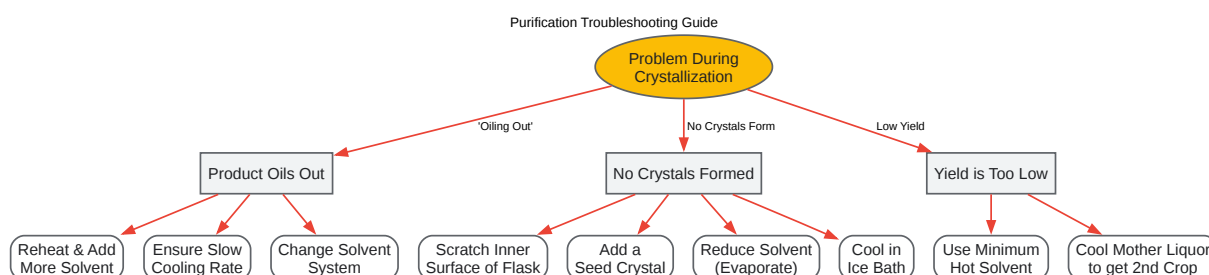 Purification Troubleshooting Guide
Problem During
Crystallization
'Oiling Out'
No Crystals Form
Low Yield
Product Oils Out
No Crystals Formed
Yield is Too Low
Reheat & Add
More Solvent
Ensure Slow
Cooling Rate
Change Solvent
System
Scratch Inner
Surface of Flask
Add a
Seed Crystal
Reduce Solvent
(Evaporate)
Cool in
Ice Bath
Use Minimum
Hot Solvent
Cool Mother Liquor
to get 2nd Crop